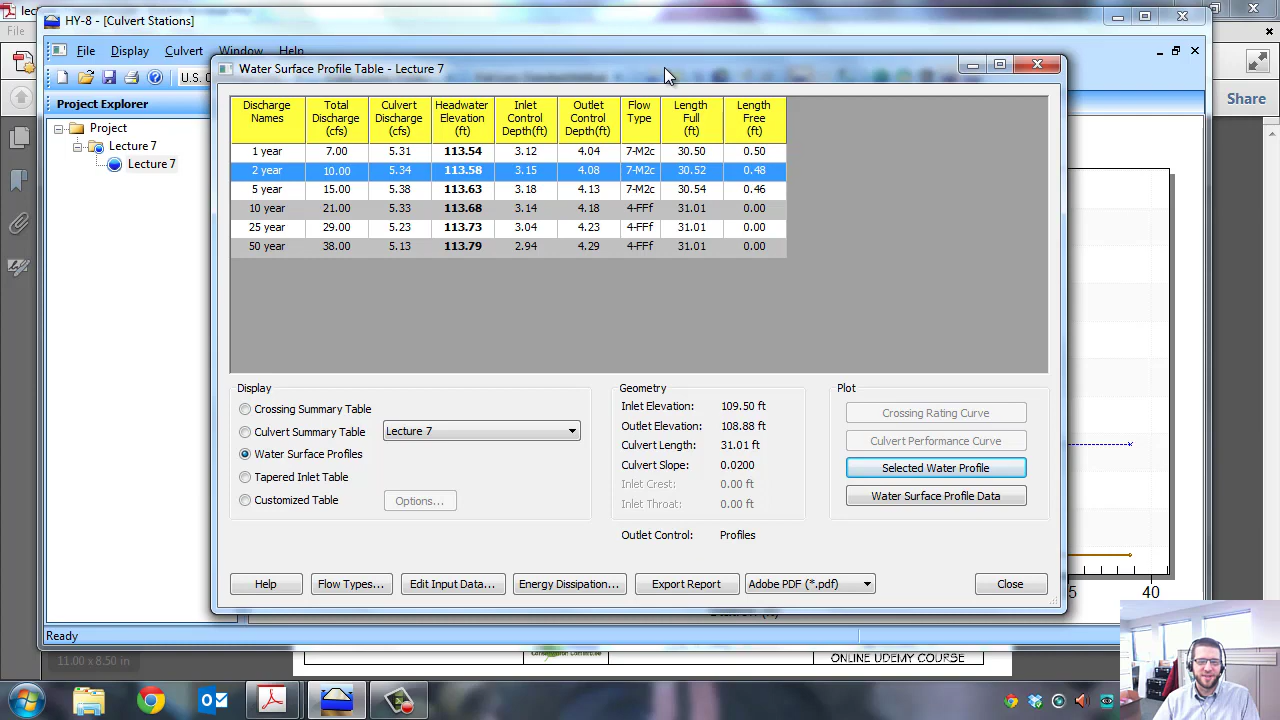 lec
HY-8 - [Culvert Stations]
File
File Display Culvert Window Help
U.S. C
Water Surface Profile Table - Lecture 7
Share
Project Explorer
Project
Lecture 7
Lecture 7
Discharge Names Total Discharge (cfs) Culvert Discharge (cfs) Headwater Elevation (ft) Inlet Control Depth(ft) Outlet Control Depth(ft) Flow Type Length Full (ft) Length Free (ft)
1 year 7.00 5.31 113.54 3.12 4.04 7-M2c 30.50 0.50
2 year 10.00 5.34 113.58 3.15 4.08 7-M2c 30.52 0.48
5 year 15.00 5.38 113.63 3.18 4.13 7-M2c 30.54 0.46
10 year 21.00 5.33 113.68 3.14 4.18 4-FFf 31.01 0.00
25 year 29.00 5.23 113.73 3.04 4.23 4-FFf 31.01 0.00
50 year 38.00 5.13 113.79 2.94 4.29 4-FFf 31.01 0.00
Display
Crossing Summary Table
Culvert Summary Table Lecture 7
Water Surface Profiles
Tapered Inlet Table
Customized Table Options...
Geometry
Inlet Elevation: 109.50 ft
Outlet Elevation: 108.88 ft
Culvert Length: 31.01 ft
Culvert Slope: 0.0200
Inlet Crest: 0.00 ft
Inlet Throat: 0.00 ft
Outlet Control: Profiles
Plot
Crossing Rating Curve
Culvert Performance Curve
Selected Water Profile
Water Surface Profile Data
Help Flow Types... Edit Input Data... Energy Dissipation... Export Report Adobe PDF (*.pdf) Close
5 40
Ready
11.00 x 8.50 in
ONLINE UDEMY COURSE